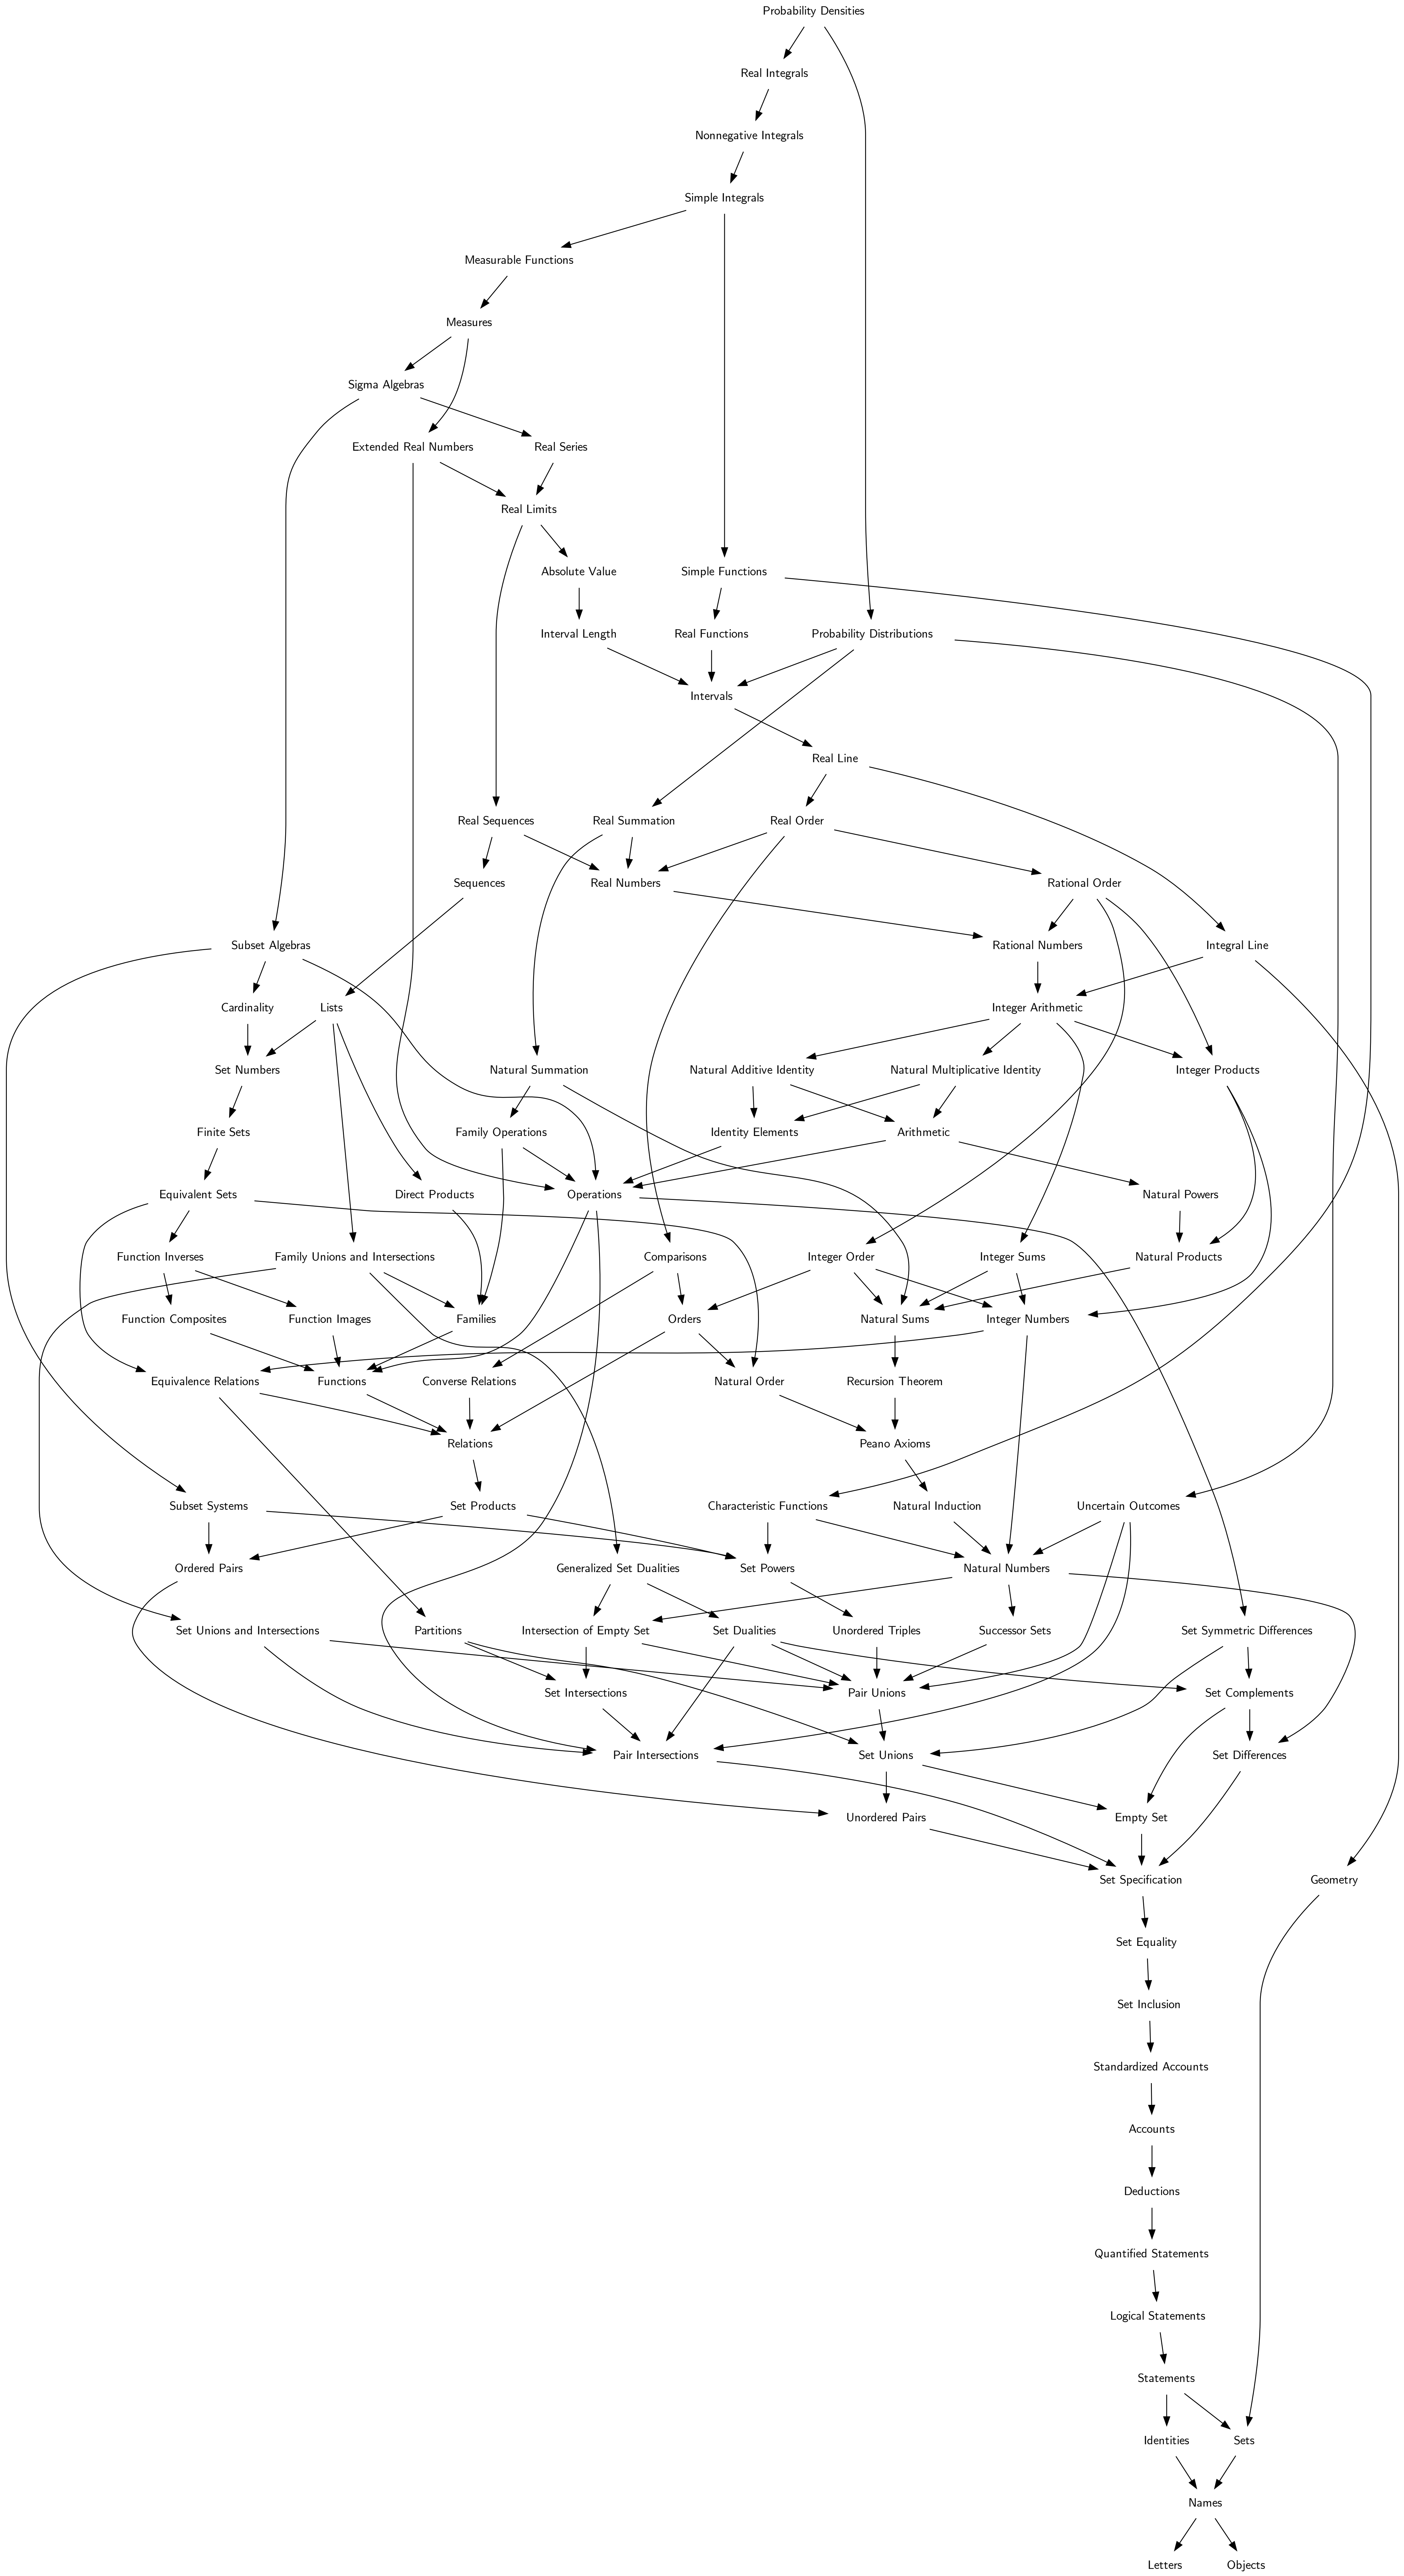 Probability Densities
Real Integrals
Nonnegative Integrals
Simple Integrals
Measurable Functions
Measures
Sigma Algebras
Extended Real Numbers
Real Series
Real Limits
Absolute Value
Simple Functions
Interval Length
Real Functions
Probability Distributions
Intervals
Real Line
Real Sequences
Real Summation
Real Order
Sequences
Real Numbers
Rational Order
Subset Algebras
Rational Numbers
Integral Line
Cardinality
Lists
Integer Arithmetic
Set Numbers
Natural Summation
Natural Additive Identity
Natural Multiplicative Identity
Integer Products
Finite Sets
Family Operations
Identity Elements
Arithmetic
Equivalent Sets
Direct Products
Operations
Natural Powers
Function Inverses
Family Unions and Intersections
Comparisons
Integer Order
Integer Sums
Natural Products
Function Composites
Function Images
Families
Orders
Natural Sums
Integer Numbers
Equivalence Relations
Functions
Converse Relations
Natural Order
Recursion Theorem
Relations
Peano Axioms
Subset Systems
Set Products
Characteristic Functions
Natural Induction
Uncertain Outcomes
Ordered Pairs
Generalized Set Dualities
Set Powers
Natural Numbers
Set Unions and Intersections
Partitions
Intersection of Empty Set
Set Dualities
Unordered Triples
Successor Sets
Set Symmetric Differences
Set Intersections
Pair Unions
Set Complements
Pair Intersections
Set Unions
Set Differences
Unordered Pairs
Empty Set
Set Specification
Geometry
Set Equality
Set Inclusion
Standardized Accounts
Accounts
Deductions
Quantified Statements
Logical Statements
Statements
Identities
Sets
Names
Letters
Objects